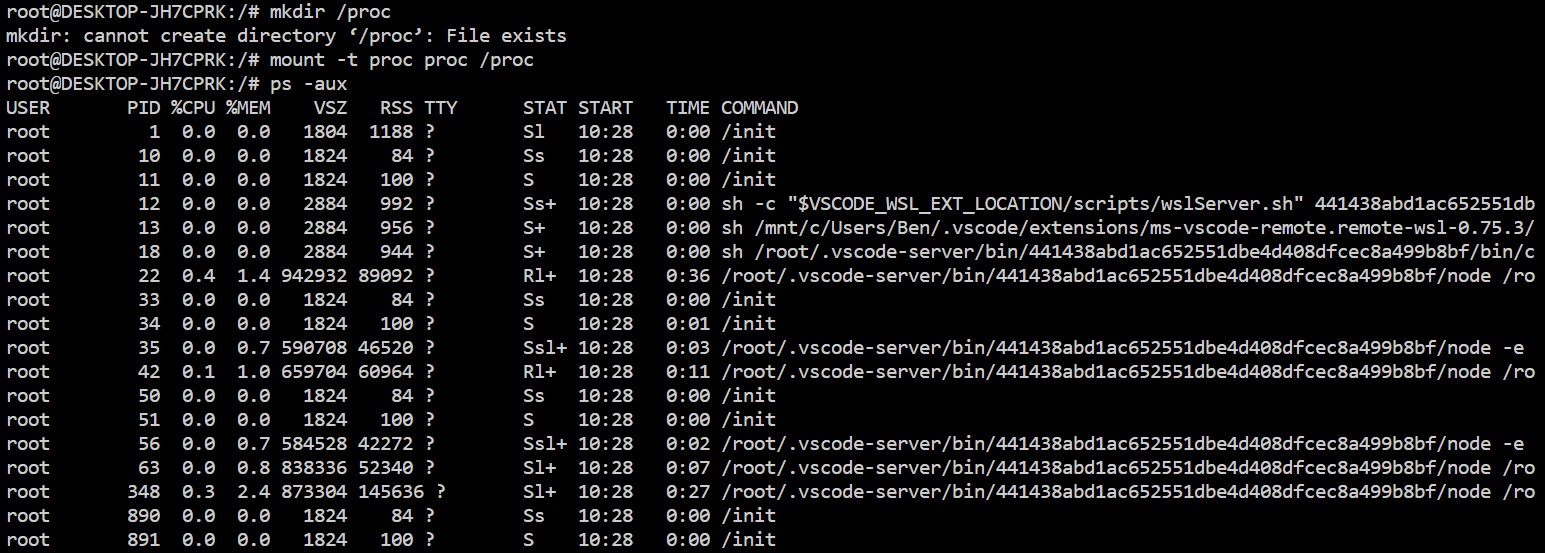 root@DESKTOP-JH7CPRK:/# mkdir /proc
mkdir: cannot create directory ‘/proc’: File exists
root@DESKTOP-JH7CPRK:/# mount -t proc proc /proc
root@DESKTOP-JH7CPRK:/# ps -aux
USER       PID %CPU %MEM    VSZ   RSS TTY      STAT START   TIME COMMAND
root         1  0.0  0.0   1804  1188 ?        Sl   10:28   0:00 /init
root        10  0.0  0.0   1824    84 ?        Ss   10:28   0:00 /init
root        11  0.0  0.0   1824   100 ?        S    10:28   0:00 /init
root        12  0.0  0.0   2884   992 ?        Ss+  10:28   0:00 sh -c "$VSCODE_WSL_EXT_LOCATION/scripts/wslServer.sh" 441438abd1ac652551db
root        13  0.0  0.0   2884   956 ?        S+   10:28   0:00 sh /mnt/c/Users/Ben/.vscode/extensions/ms-vscode-remote.remote-wsl-0.75.3/
root        18  0.0  0.0   2884   944 ?        S+   10:28   0:00 sh /root/.vscode-server/bin/441438abd1ac652551dbe4d408dfcec8a499b8bf/bin/c
root        22  0.4  1.4 942932 89092 ?        Rl+  10:28   0:36 /root/.vscode-server/bin/441438abd1ac652551dbe4d408dfcec8a499b8bf/node /ro
root        33  0.0  0.0   1824    84 ?        Ss   10:28   0:00 /init
root        34  0.0  0.0   1824   100 ?        S    10:28   0:01 /init
root        35  0.0  0.7 590708 46520 ?        Ssl+ 10:28   0:03 /root/.vscode-server/bin/441438abd1ac652551dbe4d408dfcec8a499b8bf/node -e
root        42  0.1  1.0 659704 60964 ?        Rl+  10:28   0:11 /root/.vscode-server/bin/441438abd1ac652551dbe4d408dfcec8a499b8bf/node /ro
root        50  0.0  0.0   1824    84 ?        Ss   10:28   0:00 /init
root        51  0.0  0.0   1824   100 ?        S    10:28   0:00 /init
root        56  0.0  0.7 584528 42272 ?        Ssl+ 10:28   0:02 /root/.vscode-server/bin/441438abd1ac652551dbe4d408dfcec8a499b8bf/node -e
root        63  0.0  0.8 838336 52340 ?        Sl+  10:28   0:07 /root/.vscode-server/bin/441438abd1ac652551dbe4d408dfcec8a499b8bf/node /ro
root       348  0.3  2.4 873304 145636 ?       Sl+  10:28   0:27 /root/.vscode-server/bin/441438abd1ac652551dbe4d408dfcec8a499b8bf/node /ro
root       890  0.0  0.0   1824    84 ?        Ss   10:28   0:00 /init
root       891  0.0  0.0   1824   100 ?        S    10:28   0:00 /init